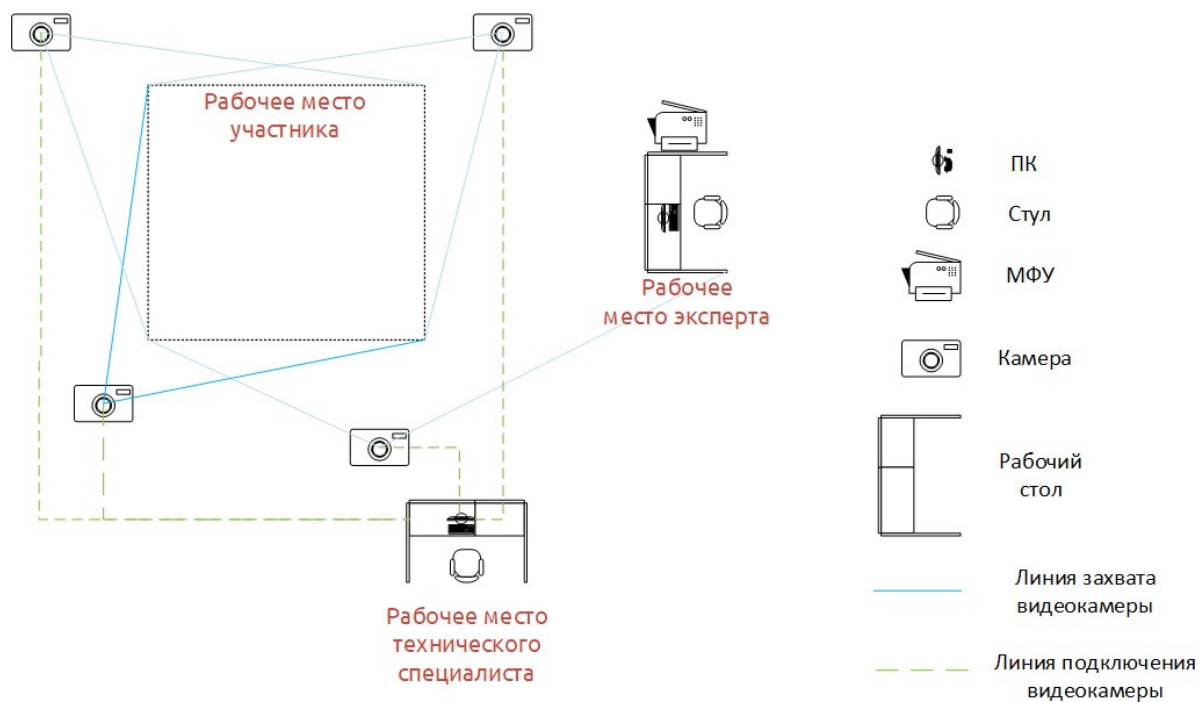 Рабочее место
участника
Рабочее
место эксперта
Рабочее место
технического
специалиста
ПК
Стул
МФУ
Камера
Рабочий
стол
Линия захвата
видеокамеры
Линия подключения
видеокамеры